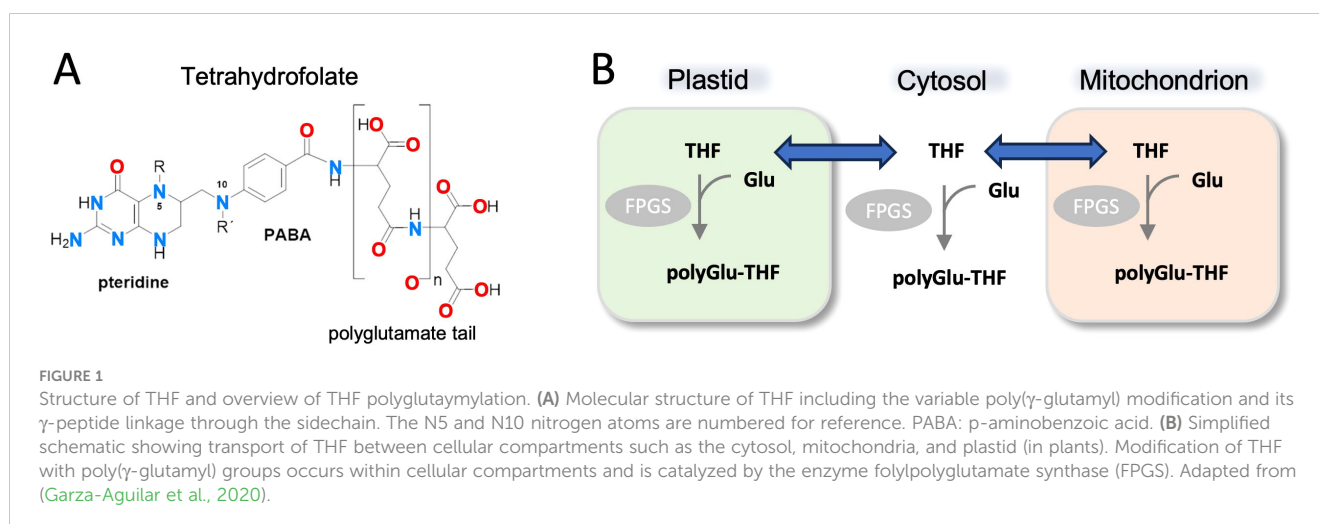 A
Tetrahydrofolate
HO
O
O
O
R
N
H
10
N
5
N
R´
HN
H₂N
N
N
H
PABA
pteridine
O
H
N
O
OH
O
n
OH
O
polyglutamate tail
B
Plastid
Cytosol
Mitochondrion
THF
THF
THF
Glu
Glu
Glu
FPGS
FPGS
FPGS
polyGlu-THF
polyGlu-THF
polyGlu-THF
FIGURE 1
Structure of THF and overview of THF polyglutaymylation. (A) Molecular structure of THF including the variable poly(γ-glutamyl) modification and its
γ-peptide linkage through the sidechain. The N5 and N10 nitrogen atoms are numbered for reference. PABA: p-aminobenzoic acid. (B) Simplified
schematic showing transport of THF between cellular compartments such as the cytosol, mitochondria, and plastid (in plants). Modification of THF
with poly(γ-glutamyl) groups occurs within cellular compartments and is catalyzed by the enzyme folylpolyglutamate synthase (FPGS). Adapted from
(Garza-Aguilar et al., 2020).